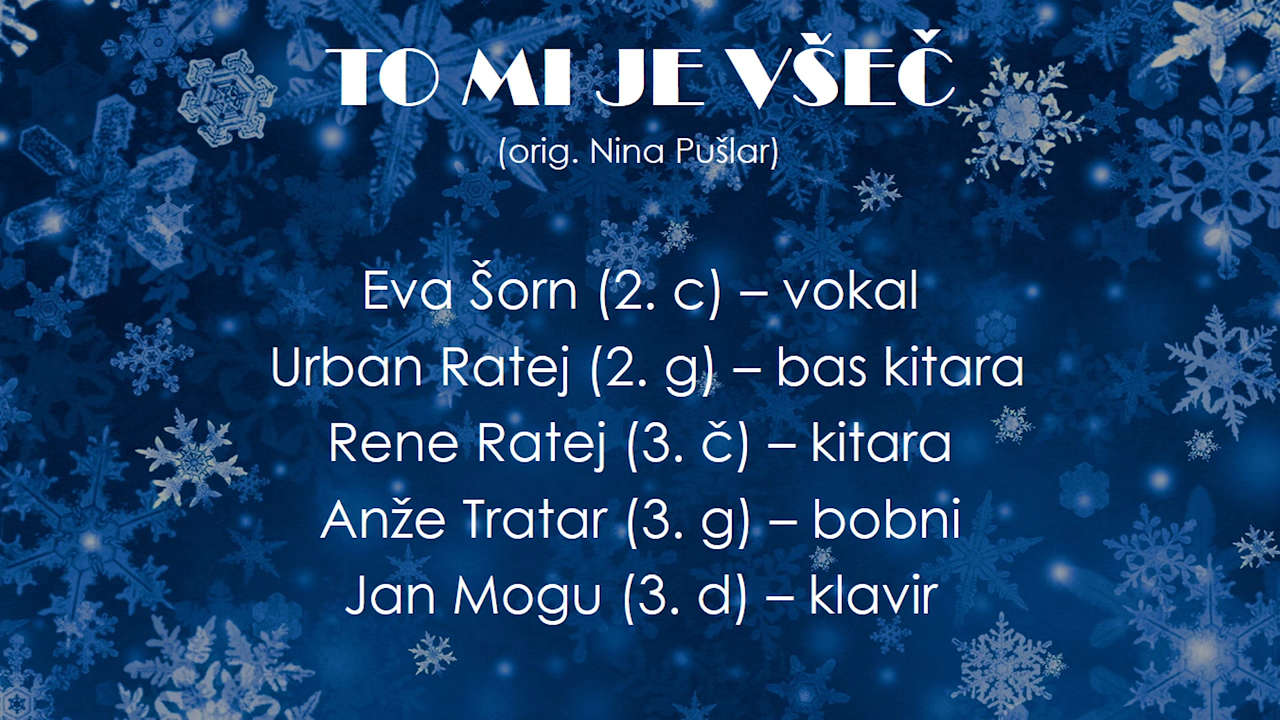 TO MI JE VŠEČ
(orig. Nina Pušlar)
Eva Šorn (2. c) – vokal
Urban Ratej (2. g) – bas kitara
Rene Ratej (3. č) – kitara
Anže Tratar (3. g) – bobni
Jan Mogu (3. d) – klavir